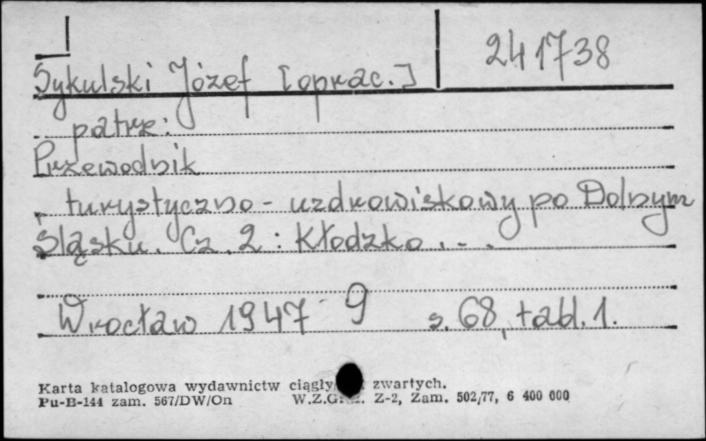 241738
Sykulski Józef [oprac.]
patrz:
Przewodnik
turystyczno - uzdrowiskowy po Dolnym
Śląsku. Cz. 2 : Kłodzko...
Wrocław 1947 9 s. 68, tabl. 1.
Karta katalogowa wydawnictw zwartych.
Pu-B-144 zam. 567/DW/On W.Z.Graf. Z-2, Zam. 502/77, 6 400 000